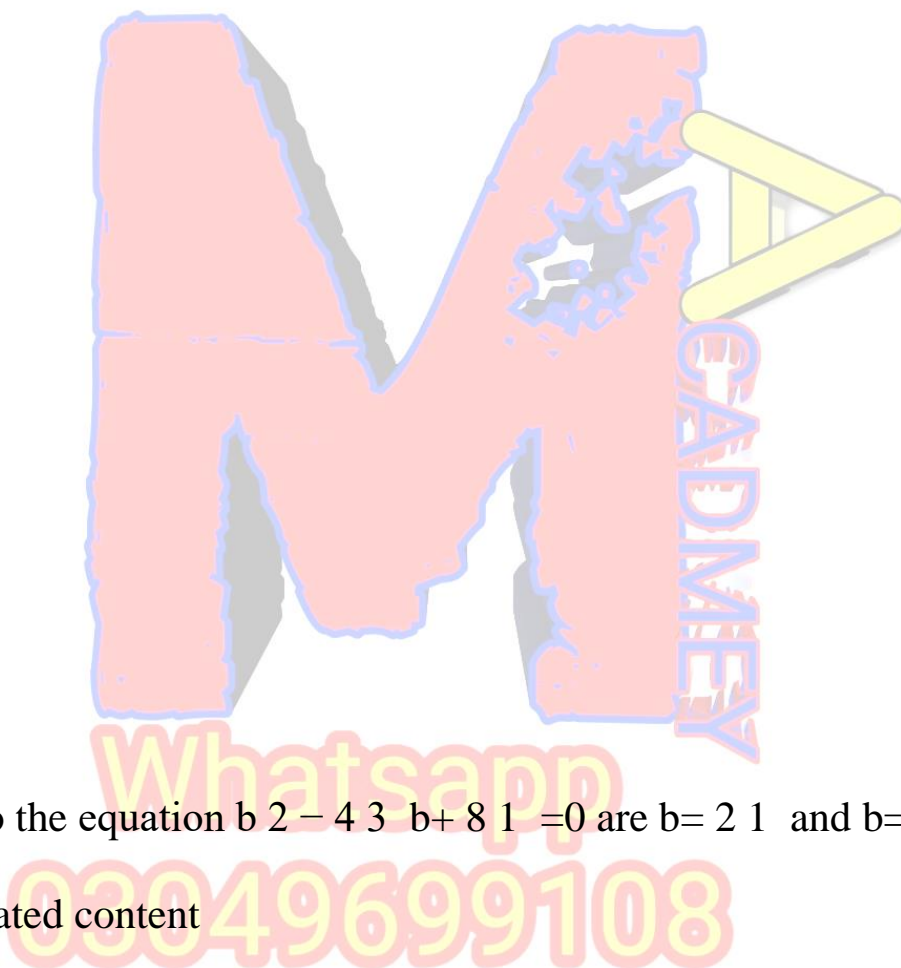 M A
CADMEY
Whatsapp
o the equation b 2 − 4 3 b+ 8 1 =0 are b= 2 1 and b=
03049699108
ated content